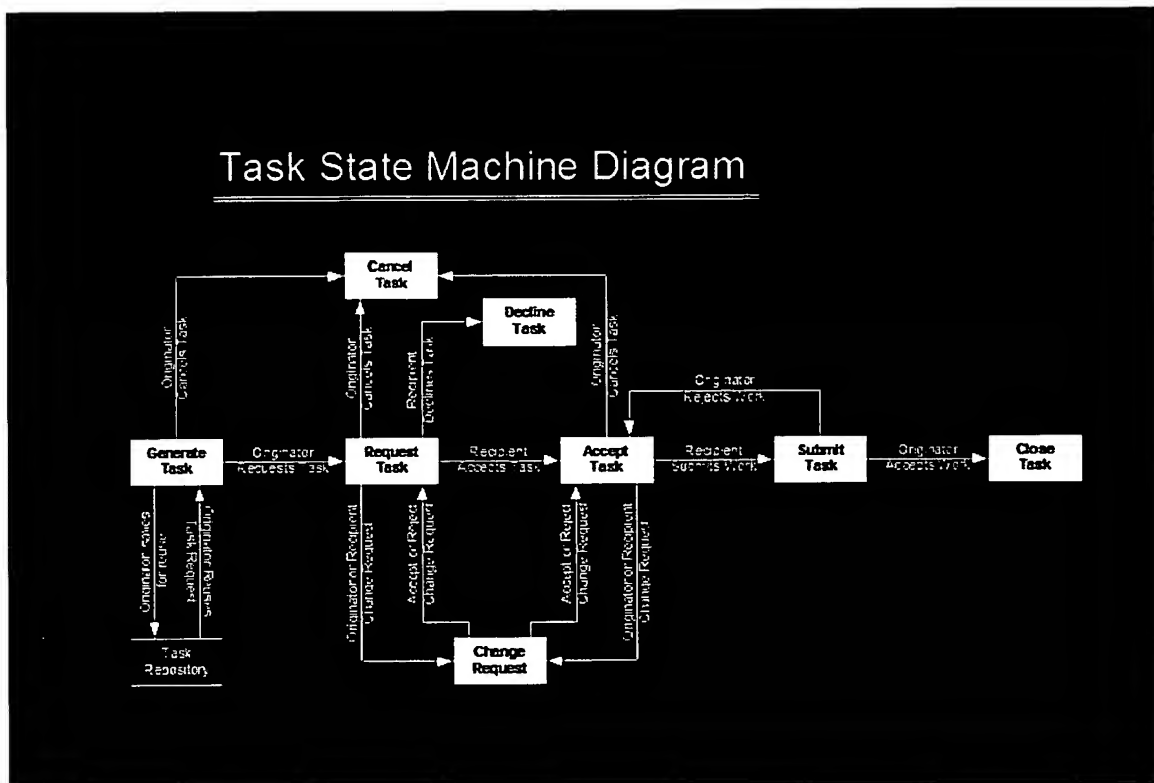 Task State Machine Diagram
Cancel
Task
Decline
Task
Originator
Cancels Task
Originator
Cancels Task
Recipient
Declines Task
Originator
Cancels Task
Originator
Rejects Work
Generate
Task
Originator
Requests Task
Request
Task
Recipient
Accepts Task
Accept
Task
Recipient
Submits Work
Submit
Task
Originator
Accepts Work
Close
Task
Originator saves
for reuse
Originator Reuses
Task Request
Originator or Recipient
Change Request
Accept or Reject
Change Request
Accept or Reject
Change Request
Originator or Recipient
Change Request
Task
Repository
Change
Request